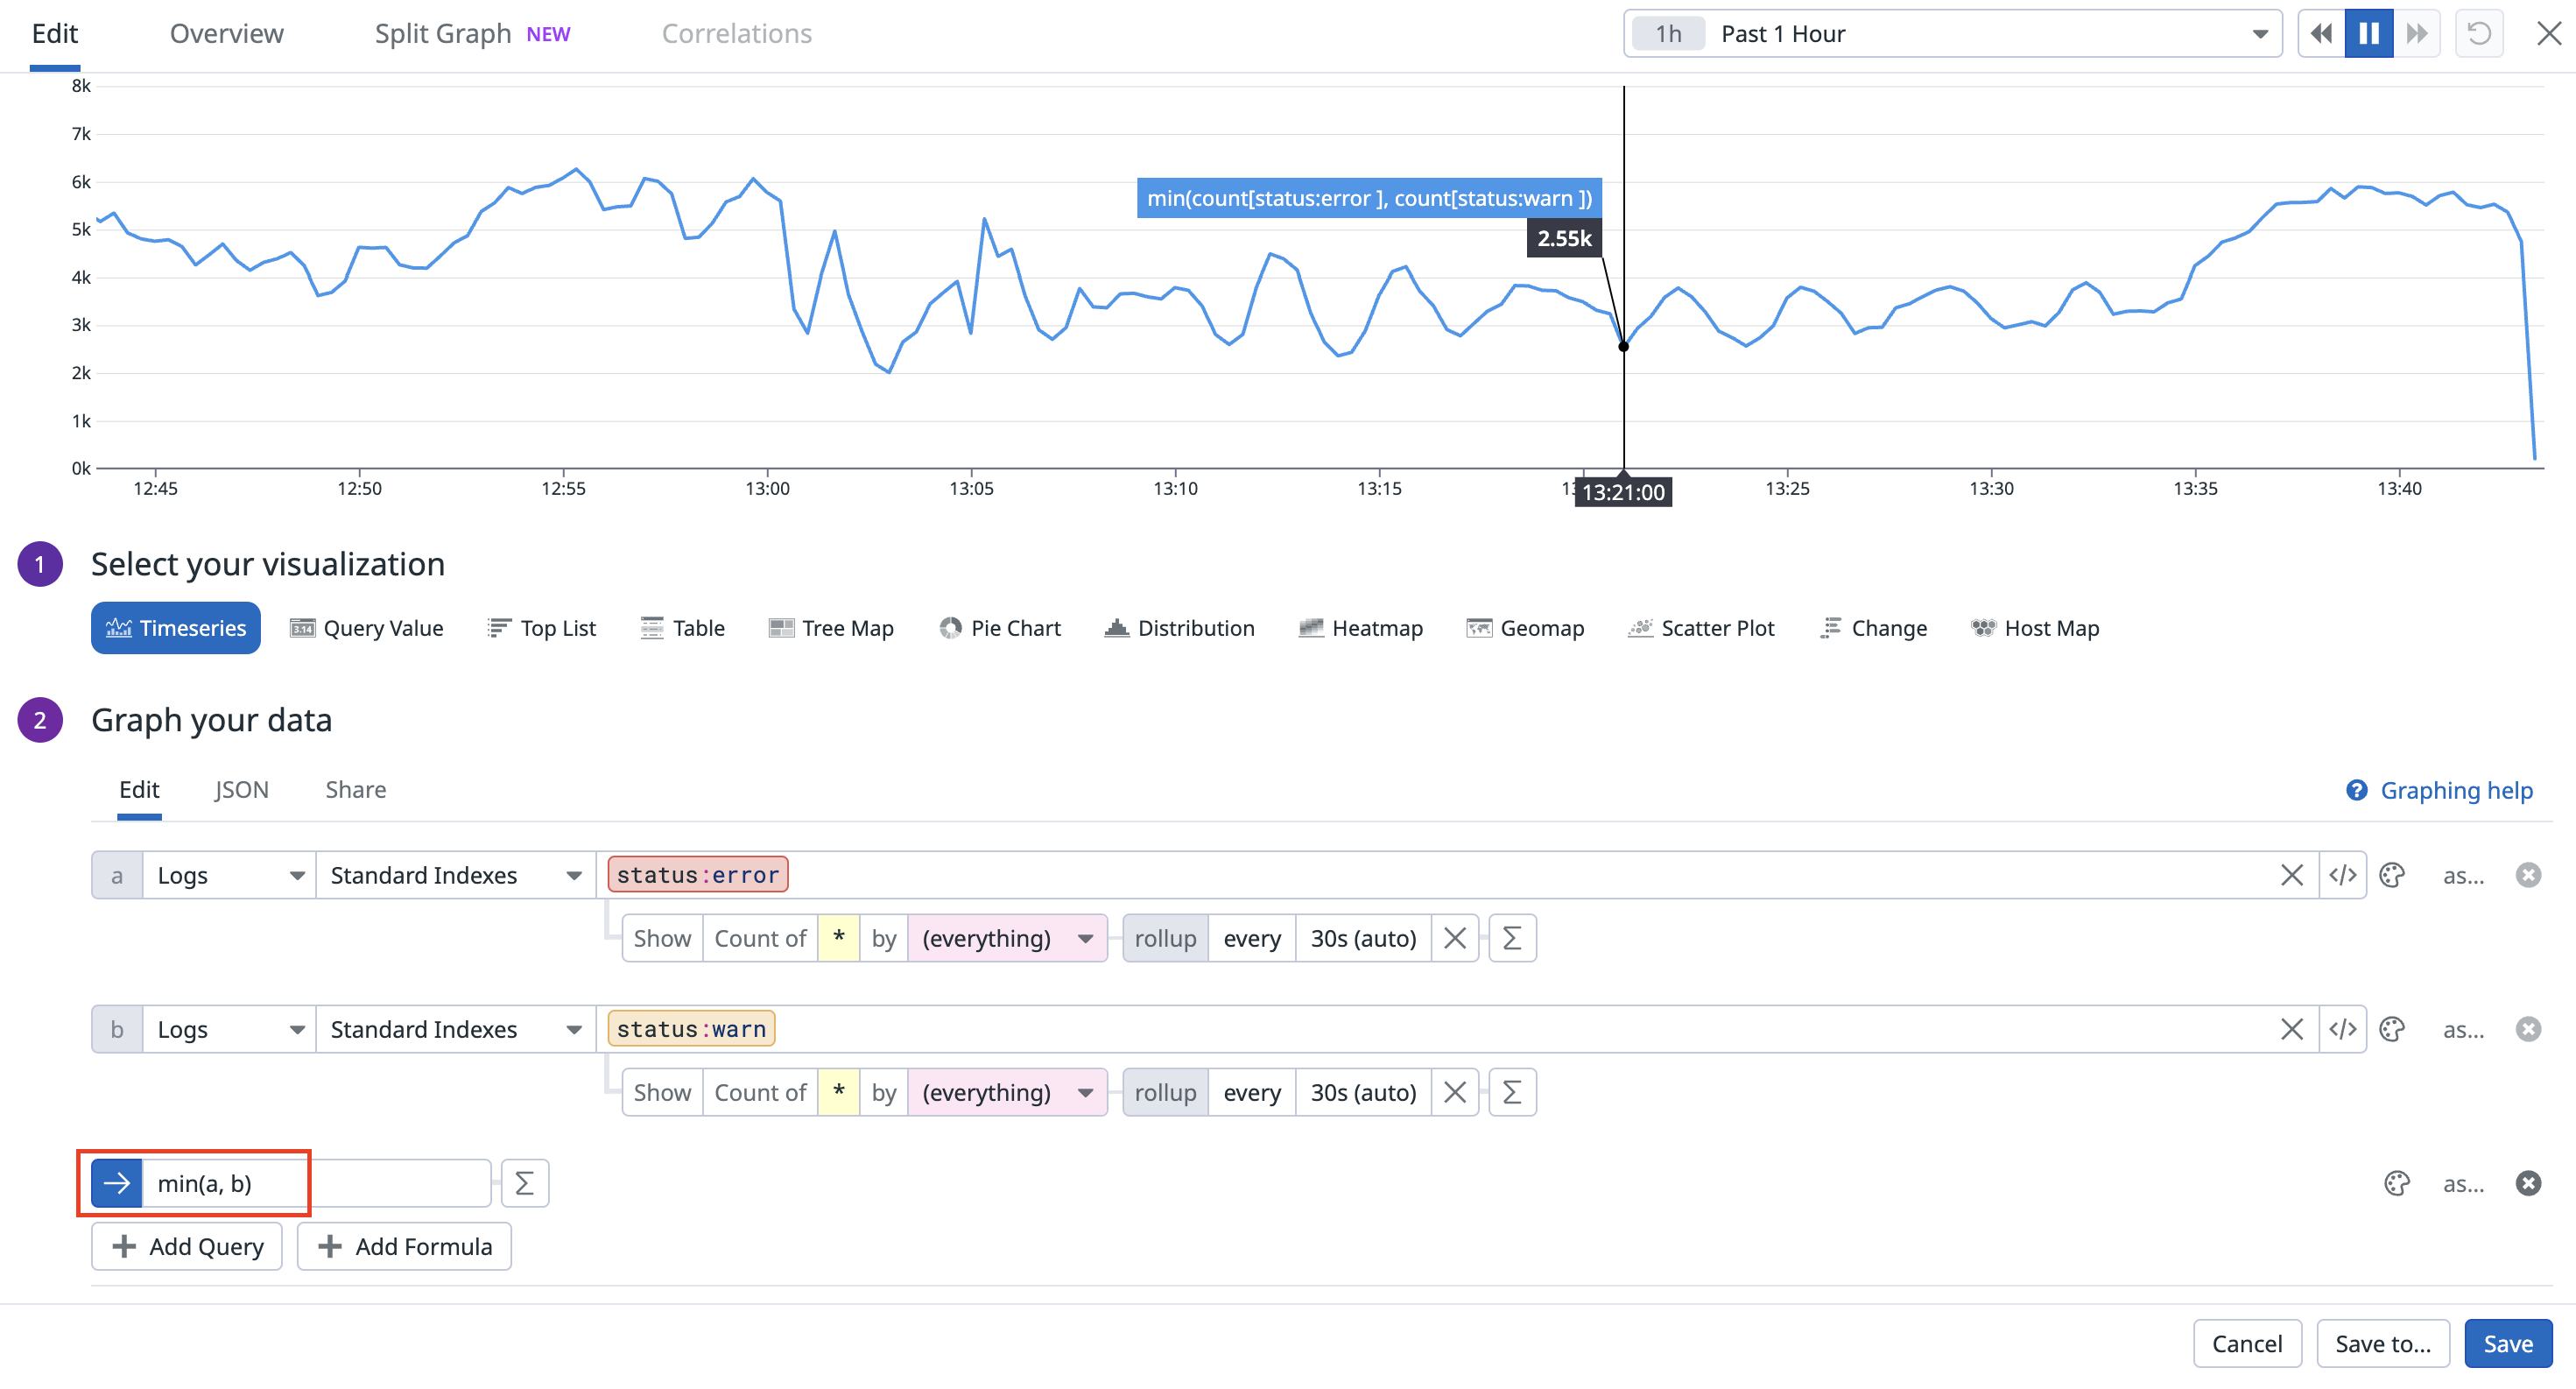 Edit Overview Split Graph NEW Correlations 1h Past 1 Hour
8k
7k
6k
min(count[status:error ], count[status:warn ])
5k
2.55k
4k
3k
2k
1k
0k
12:45 12:50 12:55 13:00 13:05 13:10 13:15 13:21:00 13:25 13:30 13:35 13:40
1 Select your visualization
Timeseries 3.14 Query Value Top List Table Tree Map Pie Chart Distribution Heatmap Geomap Scatter Plot Change Host Map
2 Graph your data
Edit JSON Share ? Graphing help
a Logs Standard Indexes status:error </> as...
Show Count of * by (everything) rollup every 30s (auto) Σ
b Logs Standard Indexes status:warn </> as...
Show Count of * by (everything) rollup every 30s (auto) Σ
min(a, b) Σ as...
+ Add Query + Add Formula
Cancel Save to... Save